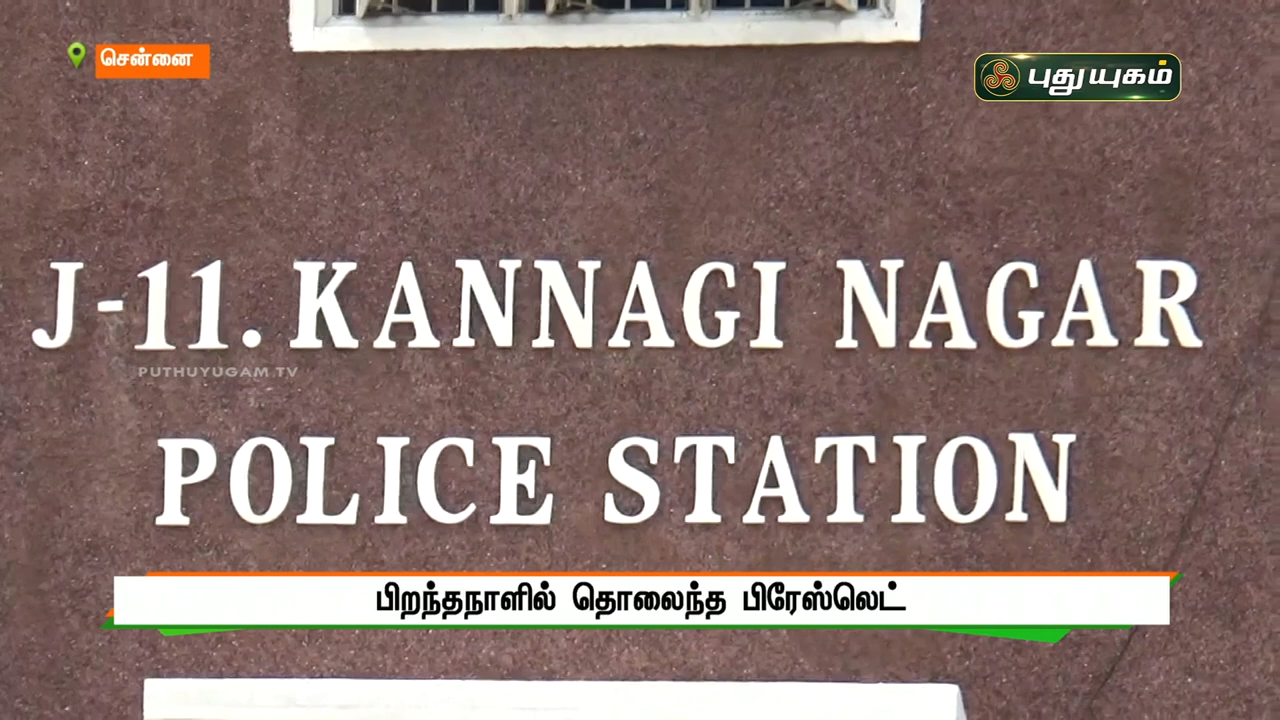 சென்னை
புதுயுகம்
J-11. KANNAGI NAGAR
PUTHUYUGAM TV
POLICE STATION
பிறந்தநாளில் தொலைந்த பிரேஸ்லெட்